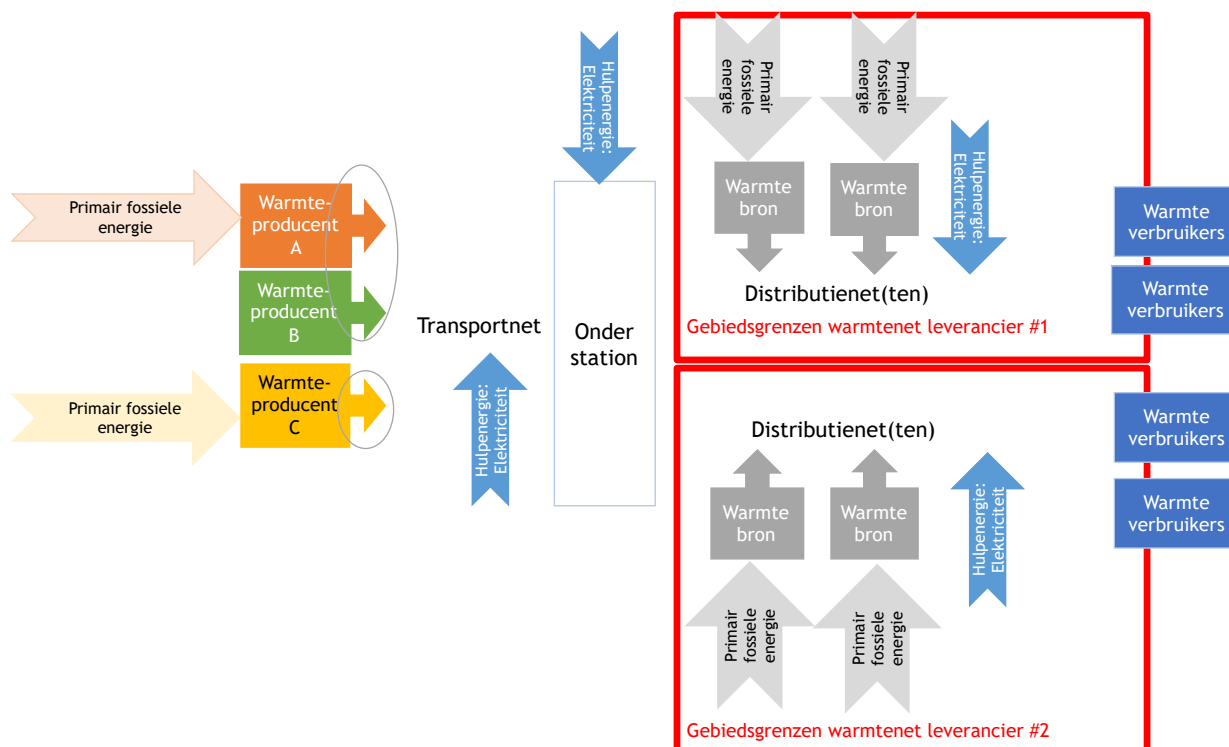 Primair fossiele
energie
Warmte-
producent
A
Warmte-
producent
B
Primair fossiele
energie
Warmte-
producent
C
Transportnet
Hulpenergie:
Elektriciteit
Hulpenergie:
Elektriciteit
Onder
station
Primair
fossiele
energie
Primair
fossiele
energie
Warmte
bron
Warmte
bron
Hulpenergie:
Elektriciteit
Distributienet(ten)
Gebiedsgrenzen warmtenet leverancier #1
Warmte
verbruikers
Warmte
verbruikers
Distributienet(ten)
Warmte
bron
Warmte
bron
Hulpenergie:
Elektriciteit
Primair
fossiele
energie
Primair
fossiele
energie
Gebiedsgrenzen warmtenet leverancier #2
Warmte
verbruikers
Warmte
verbruikers